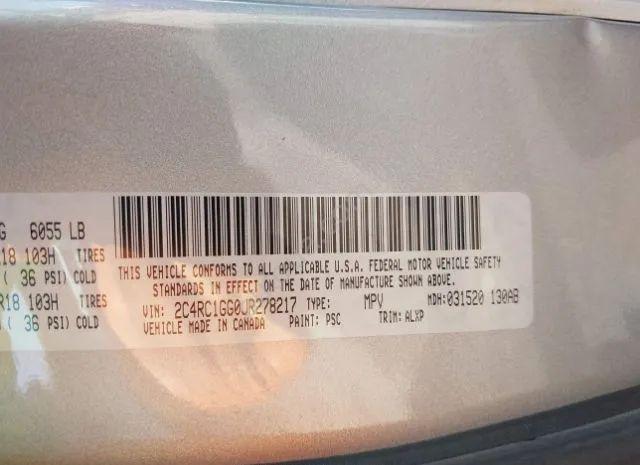 G 6055 LB
R18 103H TIRES
( 36 PSI) COLD
R18 103H TIRES
( 36 PSI) COLD
THIS VEHICLE CONFORMS TO ALL APPLICABLE U.S.A. FEDERAL MOTOR VEHICLE SAFETY
STANDARDS IN EFFECT ON THE DATE OF MANUFACTURE SHOWN ABOVE.
VIN: 2C4RC1GG0JR278217 TYPE: MPV MDH: 031520 130AB
VEHICLE MADE IN CANADA PAINT: PSC TRIM: ALXP